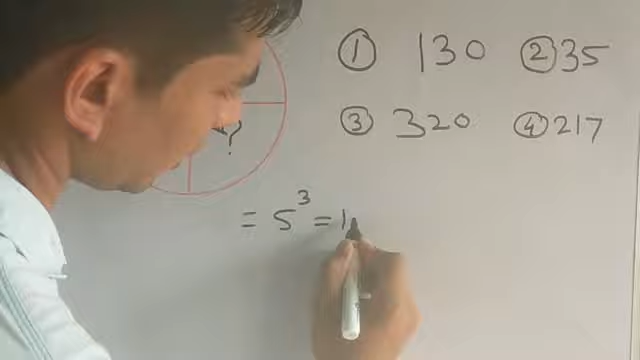 ① 130 ② 35
③ 320 ④ 217
?
= 5³ = 1